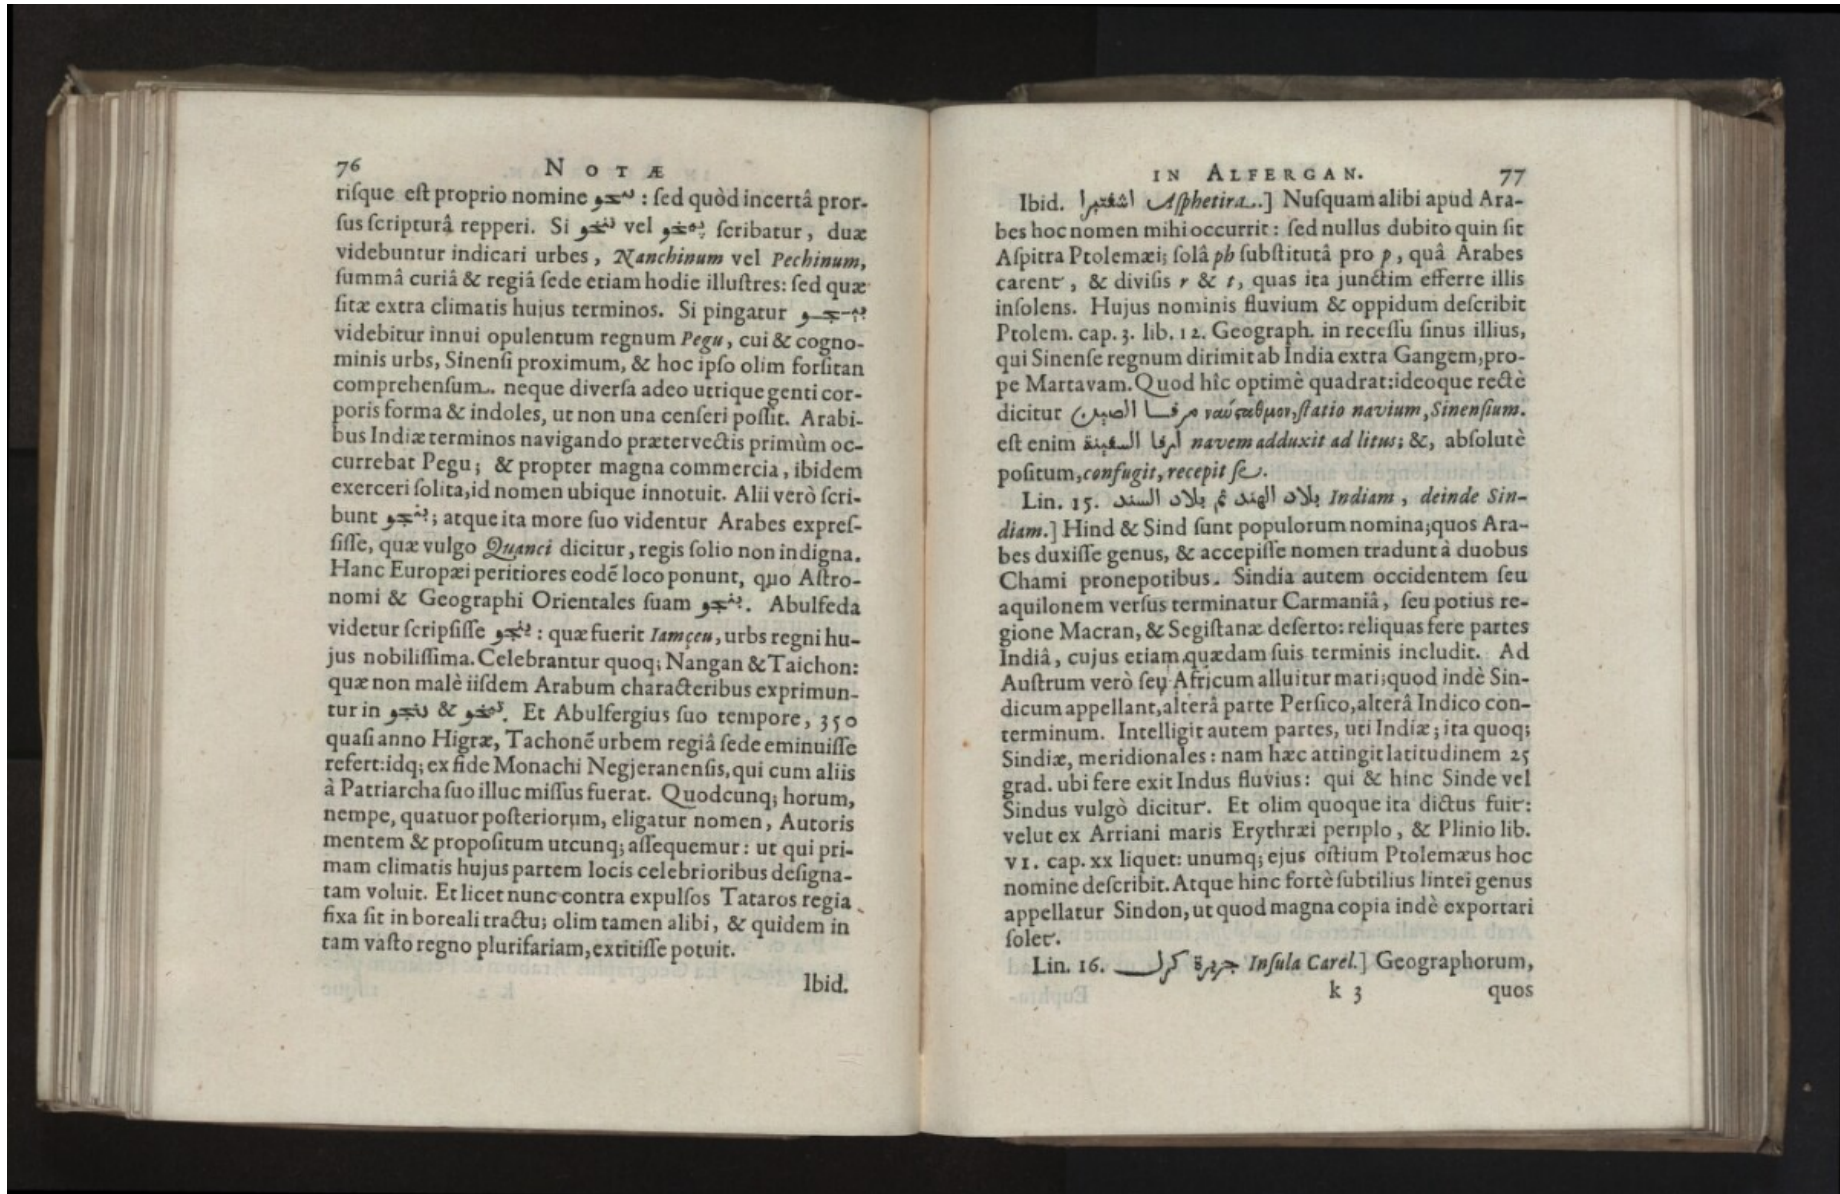 76 NOTÆ
riſque eſt proprio nomine : ſed quòd incertâ pror-
ſus ſcripturâ repperi. Si vel ſcribatur, duæ
videbuntur indicari urbes, Nanchinum vel Pechinum,
ſummâ curiâ & regiâ ſede etiam hodie illuſtres: ſed quæ
ſitæ extra climatis hujus terminos. Si pingatur
videbitur innui opulentum regnum Pegu, cui & cogno-
minis urbs, Sinenſi proximum, & hoc ipſo olim forſitan
comprehenſum. neque diverſa adeo utrique genti cor-
poris forma & indoles, ut non una cenſeri poſſit. Arabi-
bus Indiæ terminos navigando prætervectis primùm oc-
currebat Pegu; & propter magna commercia, ibidem
exerceri ſolita, id nomen ubique innotuit. Alii verò ſcri-
bunt ; atque ita more ſuo videntur Arabes expreſ-
ſiſſe, quæ vulgo Quanci dicitur, regis ſolio non indigna.
Hanc Europæi peritiores eodẽ loco ponunt, quo Aſtro-
nomi & Geographi Orientales ſuam . Abulfeda
videtur ſcripſiſſe : quæ fuerit Iamçeu, urbs regni hu-
jus nobiliſſima. Celebrantur quoq; Nangan & Taichon:
quæ non malè iiſdem Arabum characteribus exprimun-
tur in & . Et Abulfergius ſuo tempore, 350
quaſi anno Higræ, Tachonẽ urbem regiâ ſede eminuiſſe
refert: idq; ex fide Monachi Negjeranenſis, qui cum aliis
à Patriarcha ſuo illuc miſſus fuerat. Quodcunq; horum,
nempe, quatuor poſteriorum, eligatur nomen, Autoris
mentem & propoſitum utcunq; aſſequemur: ut qui pri-
mam climatis hujus partem locis celebrioribus deſigna-
tam voluit. Et licet nunc contra expulſos Tataros regia
fixa ſit in boreali tractu; olim tamen alibi, & quidem in
tam vaſto regno plurifariam, extitiſſe potuit.
Ibid.
IN ALFERGAN. 77
Ibid. اشفتيرا Aſphetira.] Nuſquam alibi apud Ara-
bes hoc nomen mihi occurrit: ſed nullus dubito quin ſit
Aſpitra Ptolemæi; ſolâ ph ſubſtitutâ pro p, quâ Arabes
carent, & diviſis r & t, quas ita junctim efferre illis
inſolens. Hujus nominis fluvium & oppidum deſcribit
Ptolem. cap. 3. lib. 12. Geograph. in receſſu ſinus illius,
qui Sinenſe regnum dirimit ab India extra Gangem, pro-
pe Martavam. Quod hîc optimè quadrat: ideoque rectè
dicitur مرفا الصين ναύσταθμον, ſtatio navium, Sinenſium.
eſt enim ارفا السفينة navem adduxit ad litus; &, abſolutè
poſitum, confugit, recepit ſe.
Lin. 15. بلاد الهند ثم بلاد السند Indiam, deinde Sin-
diam.] Hind & Sind ſunt populorum nomina; quos Ara-
bes duxiſſe genus, & accepiſſe nomen tradunt à duobus
Chami pronepotibus. Sindia autem occidentem ſeu
aquilonem verſus terminatur Carmaniâ, ſeu potius re-
gione Macran, & Segiſtanæ deſerto: reliquas fere partes
Indiâ, cujus etiam quædam ſuis terminis includit. Ad
Auſtrum verò ſeu Africum alluitur mari; quod indè Sin-
dicum appellant, alterâ parte Perſico, alterâ Indico con-
terminum. Intelligit autem partes, uti Indiæ; ita quoq;
Sindiæ, meridionales: nam hæc attingit latitudinem 25
grad. ubi fere exit Indus fluvius: qui & hinc Sinde vel
Sindus vulgò dicitur. Et olim quoque ita dictus fuit:
velut ex Arriani maris Erythræi periplo, & Plinio lib.
VI. cap. XX liquet: unumq; ejus oſtium Ptolemæus hoc
nomine deſcribit. Atque hinc fortè ſubtilius lintei genus
appellatur Sindon, ut quod magna copia indè exportari
ſolet.
Lin. 16. جزيرة كرل Inſula Carel.] Geographorum,
k 3 quos